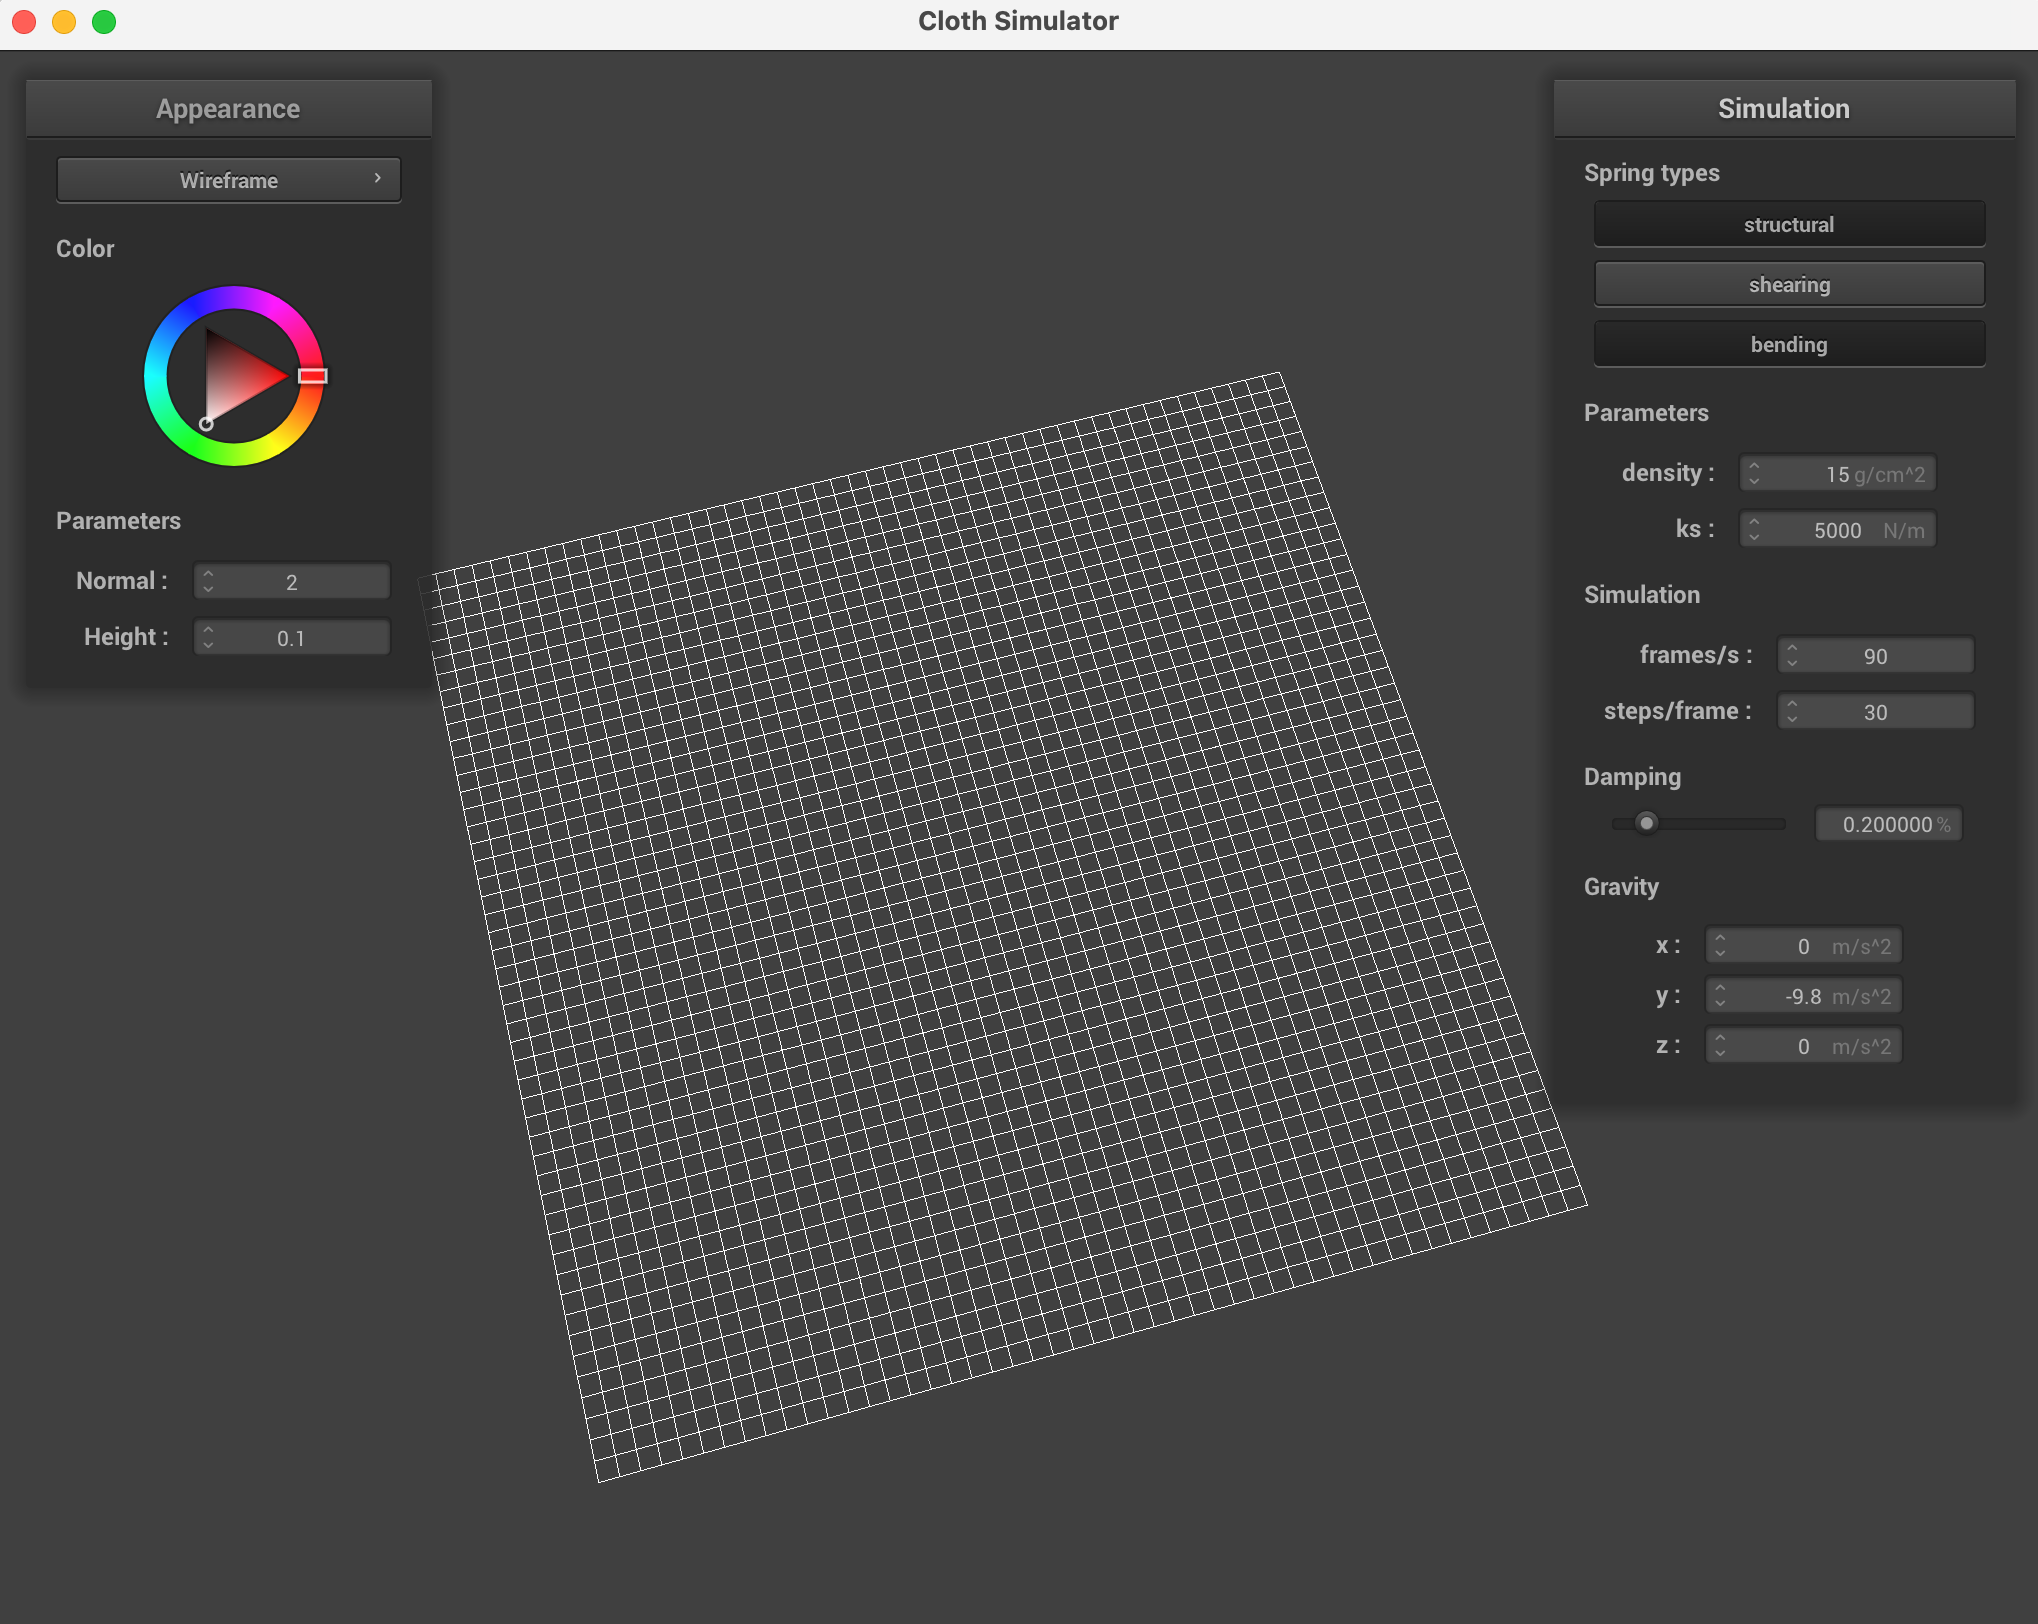 Cloth Simulator
Appearance
Wireframe
Color
Parameters
Normal : 2
Height : 0.1
Simulation
Spring types
structural
shearing
bending
Parameters
density : 15 g/cm^2
ks : 5000 N/m
Simulation
frames/s : 90
steps/frame : 30
Damping
0.200000 %
Gravity
x : 0 m/s^2
y : -9.8 m/s^2
z : 0 m/s^2